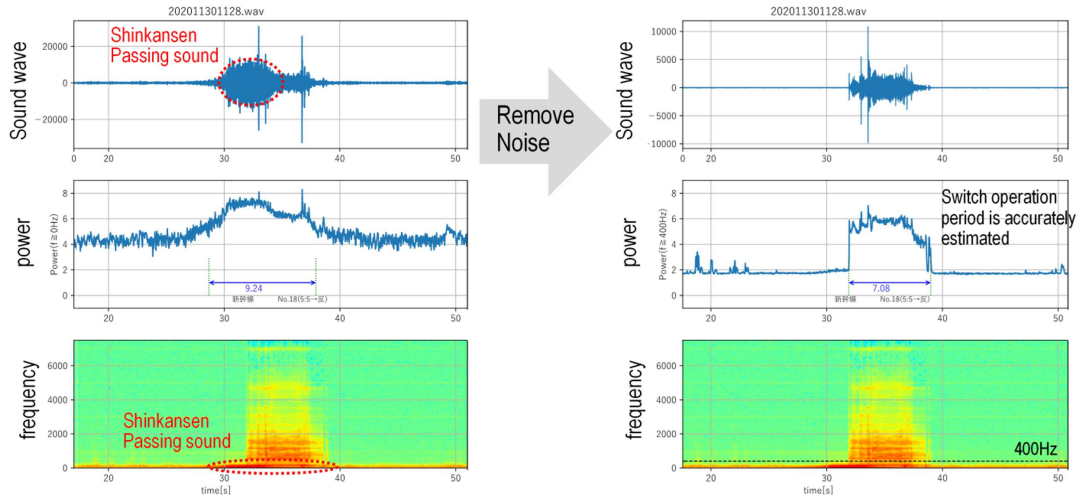 202011301128.wav
Shinkansen
Passing sound
Sound wave
20000
0
−20000
0
20
30
40
50
power
Power(f≧0Hz)
8
6
4
2
0
9.24
新幹線
No.18(5:5→反)
20
30
40
50
frequency
6000
4000
2000
0
Shinkansen
Passing sound
20
30
40
50
time[s]
Remove
Noise
202011301128.wav
Sound wave
10000
5000
0
−5000
−10000
0
20
30
40
50
power
Power(f≧400Hz)
8
6
4
2
0
Switch operation
period is accurately
estimated
7.08
新幹線
No.18(5:5→反)
20
30
40
50
frequency
6000
4000
2000
0
400Hz
20
30
40
50
time[s]